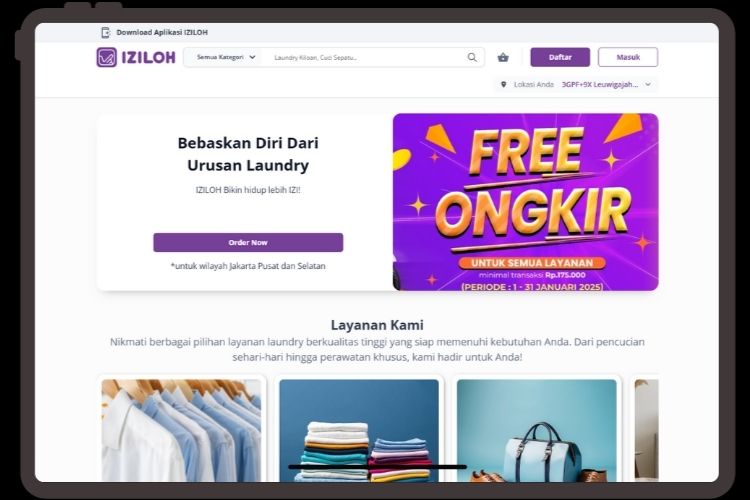 Download Aplikasi IZILOH
IZILOH
Semua Kategori
Laundry Kiloan, Cuci Sepatu..
Daftar
Masuk
Lokasi Anda
3GPF+9X Leuwigajah...
Bebaskan Diri Dari
Urusan Laundry
IZILOH Bikin hidup lebih IZI!
Order Now
*untuk wilayah Jakarta Pusat dan Selatan
FREE
ONGKIR
UNTUK SEMUA LAYANAN
minimal transaksi Rp.175.000
(PERIODE : 1 - 31 JANUARI 2025)
Layanan Kami
Nikmati berbagai pilihan layanan laundry berkualitas tinggi yang siap memenuhi kebutuhan Anda. Dari pencucian
sehari-hari hingga perawatan khusus, kami hadir untuk Anda!